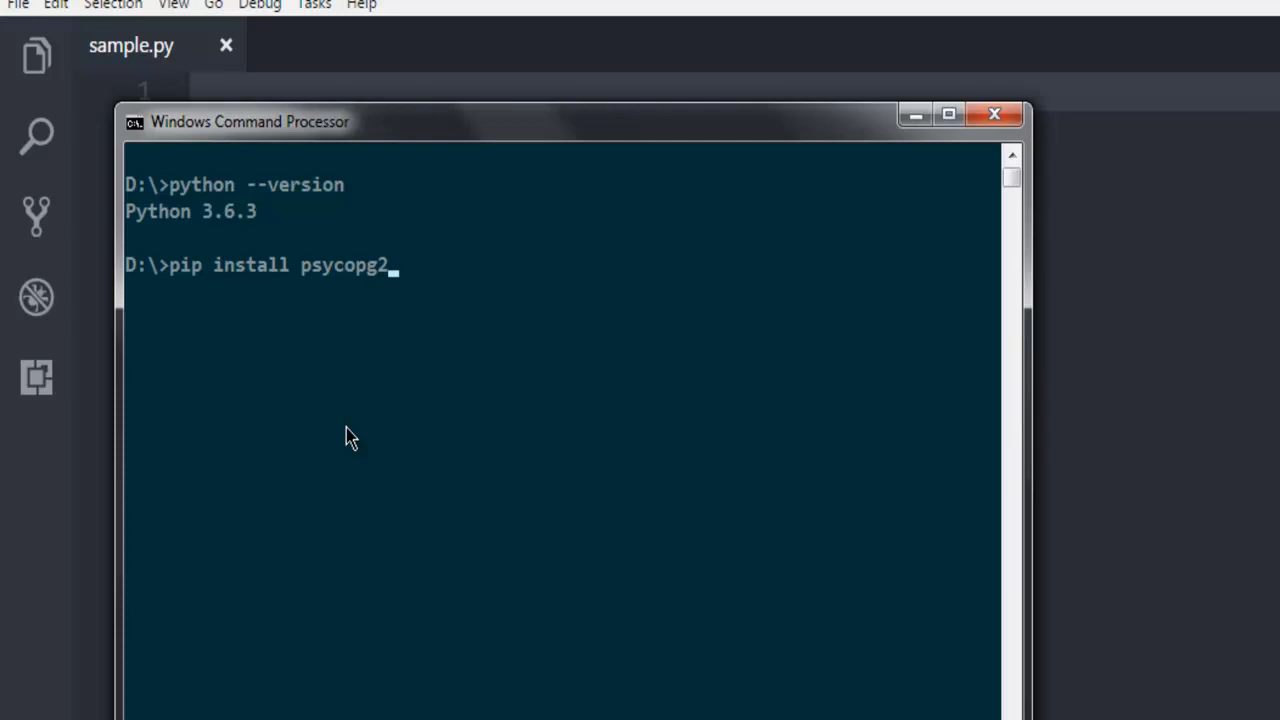 File Edit Selection View Go Debug Tasks Help
sample.py
1
Windows Command Processor
D:\>python --version
Python 3.6.3
D:\>pip install psycopg2